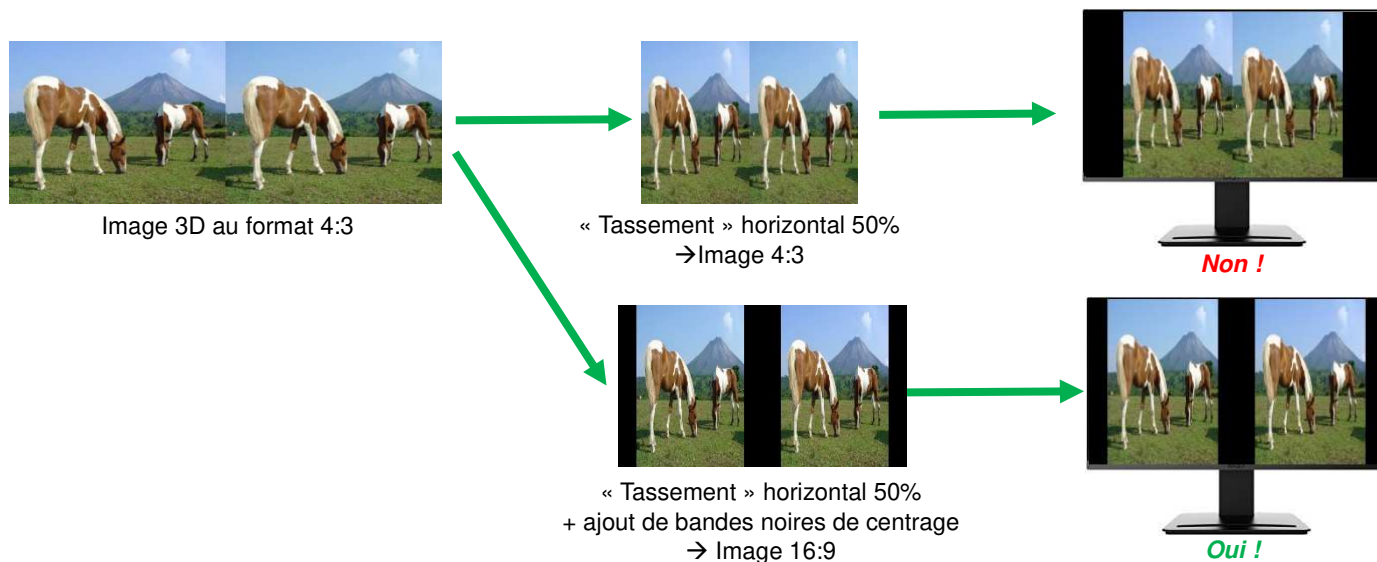 Image 3D au format 4:3
« Tassement » horizontal 50%
→Image 4:3
Non !
« Tassement » horizontal 50%
+ ajout de bandes noires de centrage
→ Image 16:9
Oui !